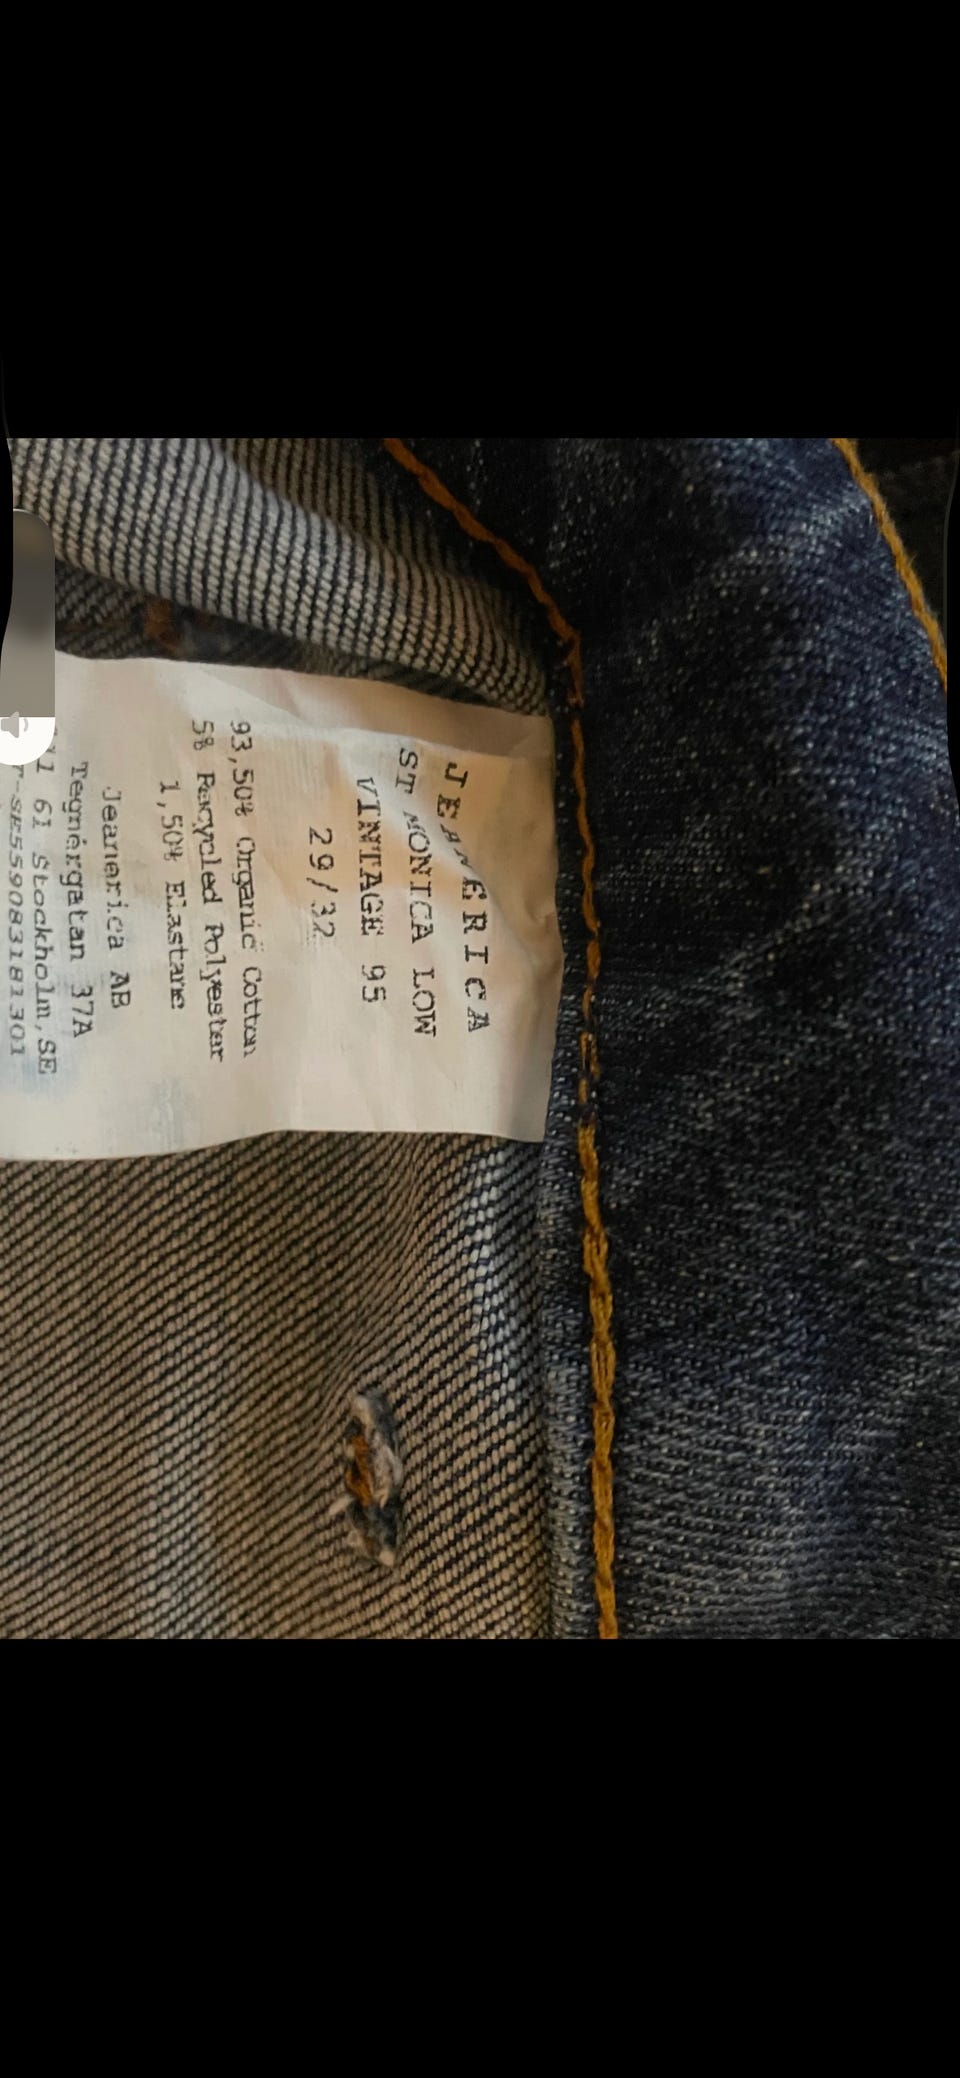 JEANERICA
ST MONICA LOW
VINTAGE 95
29/32
93,50% Organic Cotton
5% Recycled Polyester
1,50% Elastane
Jeanerica AB
Tegnérgatan 37A
61 Stockholm, SE